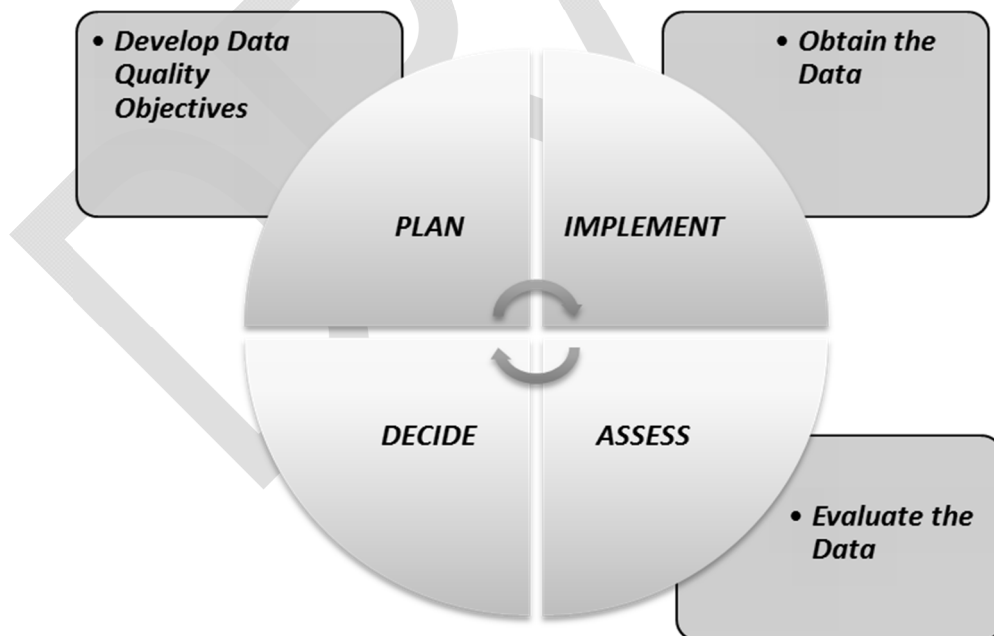 • Develop Data
Quality
Objectives
• Obtain the
Data
PLAN
IMPLEMENT
DECIDE
ASSESS
• Evaluate the
Data